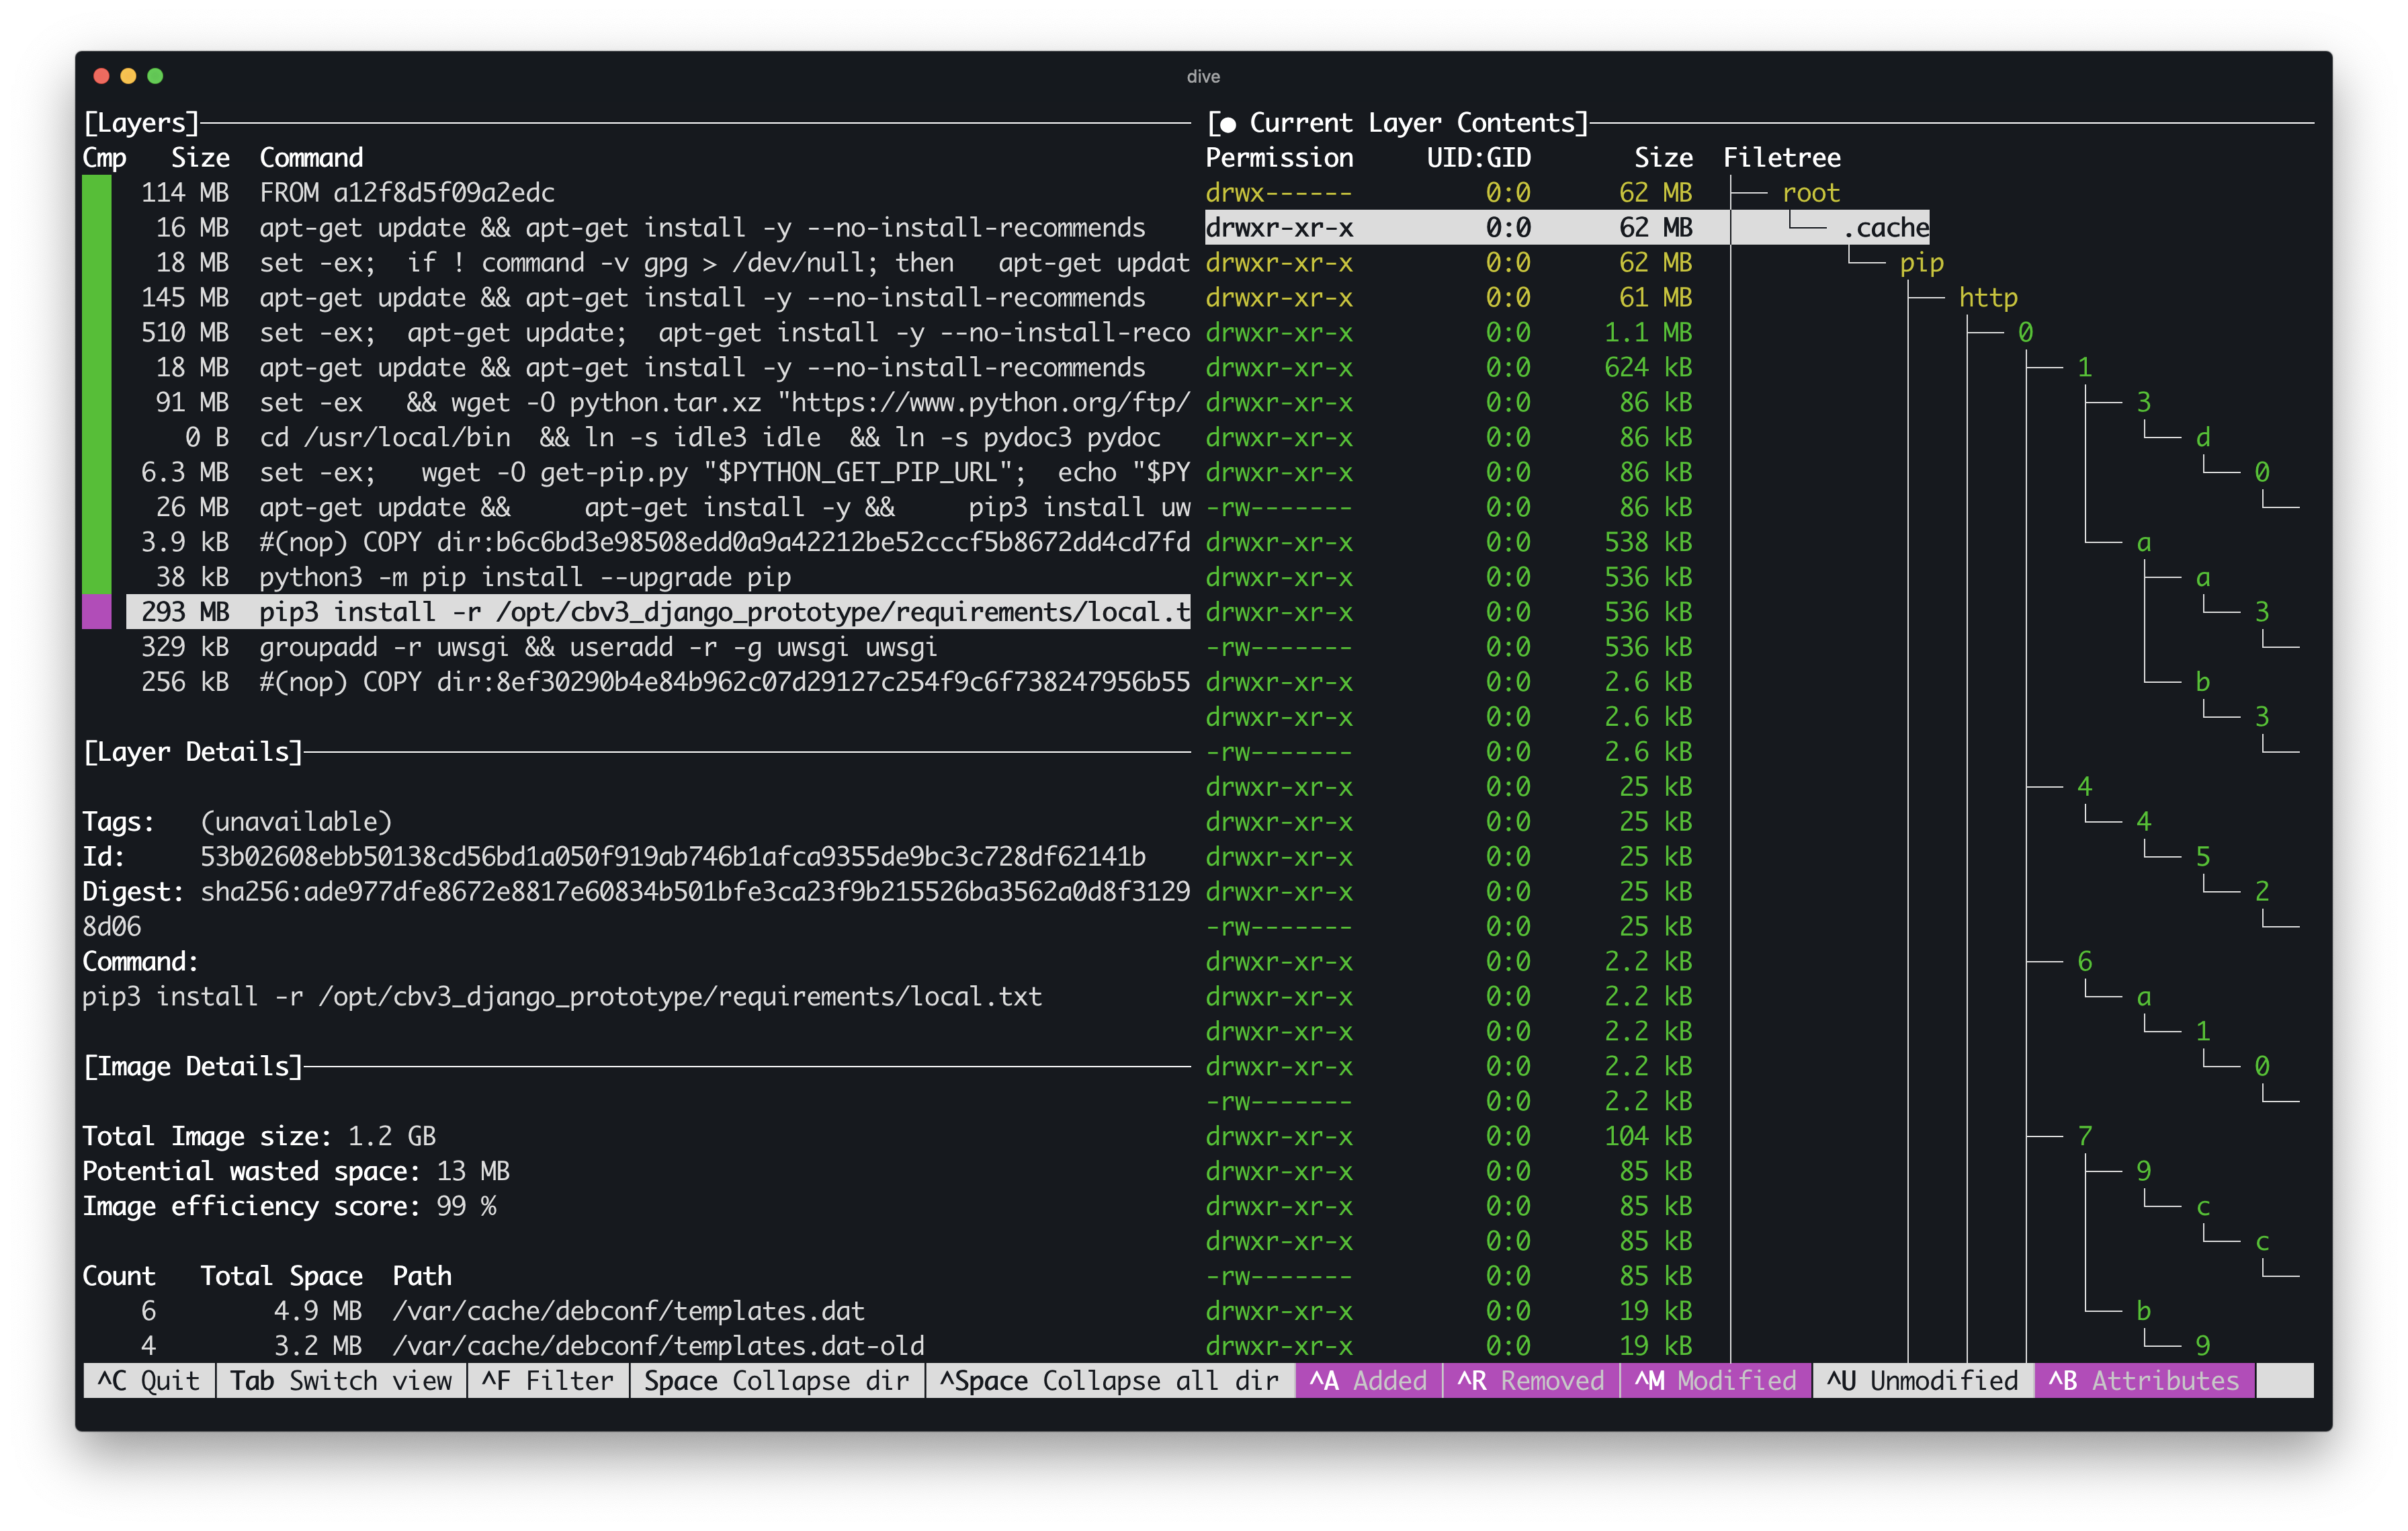 dive
[Layers]
Cmp   Size  Command
114 MB  FROM a12f8d5f09a2edc
16 MB  apt-get update && apt-get install -y --no-install-recommends
18 MB  set -ex;  if ! command -v gpg > /dev/null; then   apt-get updat
145 MB  apt-get update && apt-get install -y --no-install-recommends
510 MB  set -ex;  apt-get update;  apt-get install -y --no-install-reco
18 MB  apt-get update && apt-get install -y --no-install-recommends
91 MB  set -ex   && wget -O python.tar.xz "https://www.python.org/ftp/
0 B  cd /usr/local/bin  && ln -s idle3 idle  && ln -s pydoc3 pydoc
6.3 MB  set -ex;   wget -O get-pip.py "$PYTHON_GET_PIP_URL";  echo "$PY
26 MB  apt-get update &&     apt-get install -y &&     pip3 install uw
3.9 kB  #(nop) COPY dir:b6c6bd3e98508edd0a9a42212be52cccf5b8672dd4cd7fd
38 kB  python3 -m pip install --upgrade pip
293 MB  pip3 install -r /opt/cbv3_django_prototype/requirements/local.t
329 kB  groupadd -r uwsgi && useradd -r -g uwsgi uwsgi
256 kB  #(nop) COPY dir:8ef30290b4e84b962c07d29127c254f9c6f738247956b55
[Layer Details]
Tags:   (unavailable)
Id:     53b02608ebb50138cd56bd1a050f919ab746b1afca9355de9bc3c728df62141b
Digest: sha256:ade977dfe8672e8817e60834b501bfe3ca23f9b215526ba3562a0d8f3129
8d06
Command:
pip3 install -r /opt/cbv3_django_prototype/requirements/local.txt
[Image Details]
Total Image size: 1.2 GB
Potential wasted space: 13 MB
Image efficiency score: 99 %
Count   Total Space  Path
6        4.9 MB  /var/cache/debconf/templates.dat
4        3.2 MB  /var/cache/debconf/templates.dat-old
[● Current Layer Contents]
Permission     UID:GID       Size  Filetree
drwx------         0:0      62 MB  root
drwxr-xr-x         0:0      62 MB  .cache
drwxr-xr-x         0:0      62 MB  pip
drwxr-xr-x         0:0      61 MB  http
drwxr-xr-x         0:0     1.1 MB  0
drwxr-xr-x         0:0     624 kB  1
drwxr-xr-x         0:0      86 kB  3
drwxr-xr-x         0:0      86 kB  d
drwxr-xr-x         0:0      86 kB  0
-rw-------         0:0      86 kB
drwxr-xr-x         0:0     538 kB  a
drwxr-xr-x         0:0     536 kB  a
drwxr-xr-x         0:0     536 kB  3
-rw-------         0:0     536 kB
drwxr-xr-x         0:0     2.6 kB  b
drwxr-xr-x         0:0     2.6 kB  3
-rw-------         0:0     2.6 kB
drwxr-xr-x         0:0      25 kB  4
drwxr-xr-x         0:0      25 kB  4
drwxr-xr-x         0:0      25 kB  5
drwxr-xr-x         0:0      25 kB  2
-rw-------         0:0      25 kB
drwxr-xr-x         0:0     2.2 kB  6
drwxr-xr-x         0:0     2.2 kB  a
drwxr-xr-x         0:0     2.2 kB  1
drwxr-xr-x         0:0     2.2 kB  0
-rw-------         0:0     2.2 kB
drwxr-xr-x         0:0     104 kB  7
drwxr-xr-x         0:0      85 kB  9
drwxr-xr-x         0:0      85 kB  c
drwxr-xr-x         0:0      85 kB  c
-rw-------         0:0      85 kB
drwxr-xr-x         0:0      19 kB  b
drwxr-xr-x         0:0      19 kB  9
^C Quit | Tab Switch view | ^F Filter | Space Collapse dir | ^Space Collapse all dir | ^A Added | ^R Removed | ^M Modified | ^U Unmodified | ^B Attributes